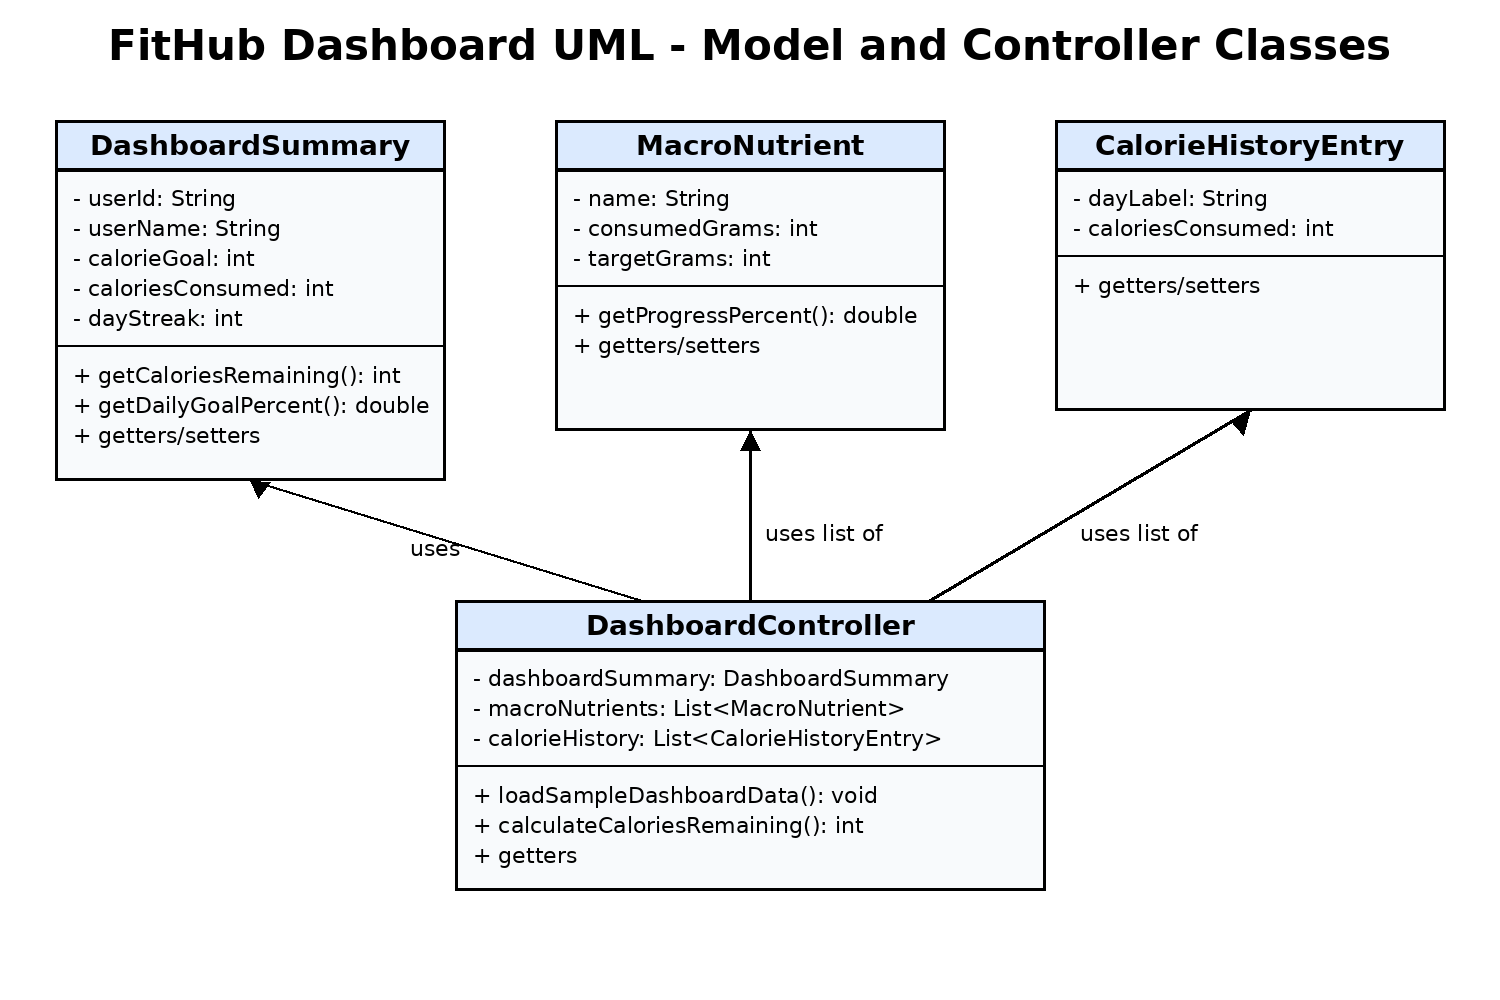 FitHub Dashboard UML - Model and Controller Classes
DashboardSummary
- userId: String
- userName: String
- calorieGoal: int
- caloriesConsumed: int
- dayStreak: int
+ getCaloriesRemaining(): int
+ getDailyGoalPercent(): double
+ getters/setters
MacroNutrient
- name: String
- consumedGrams: int
- targetGrams: int
+ getProgressPercent(): double
+ getters/setters
CalorieHistoryEntry
- dayLabel: String
- caloriesConsumed: int
+ getters/setters
uses
uses list of
uses list of
DashboardController
- dashboardSummary: DashboardSummary
- macroNutrients: List<MacroNutrient>
- calorieHistory: List<CalorieHistoryEntry>
+ loadSampleDashboardData(): void
+ calculateCaloriesRemaining(): int
+ getters